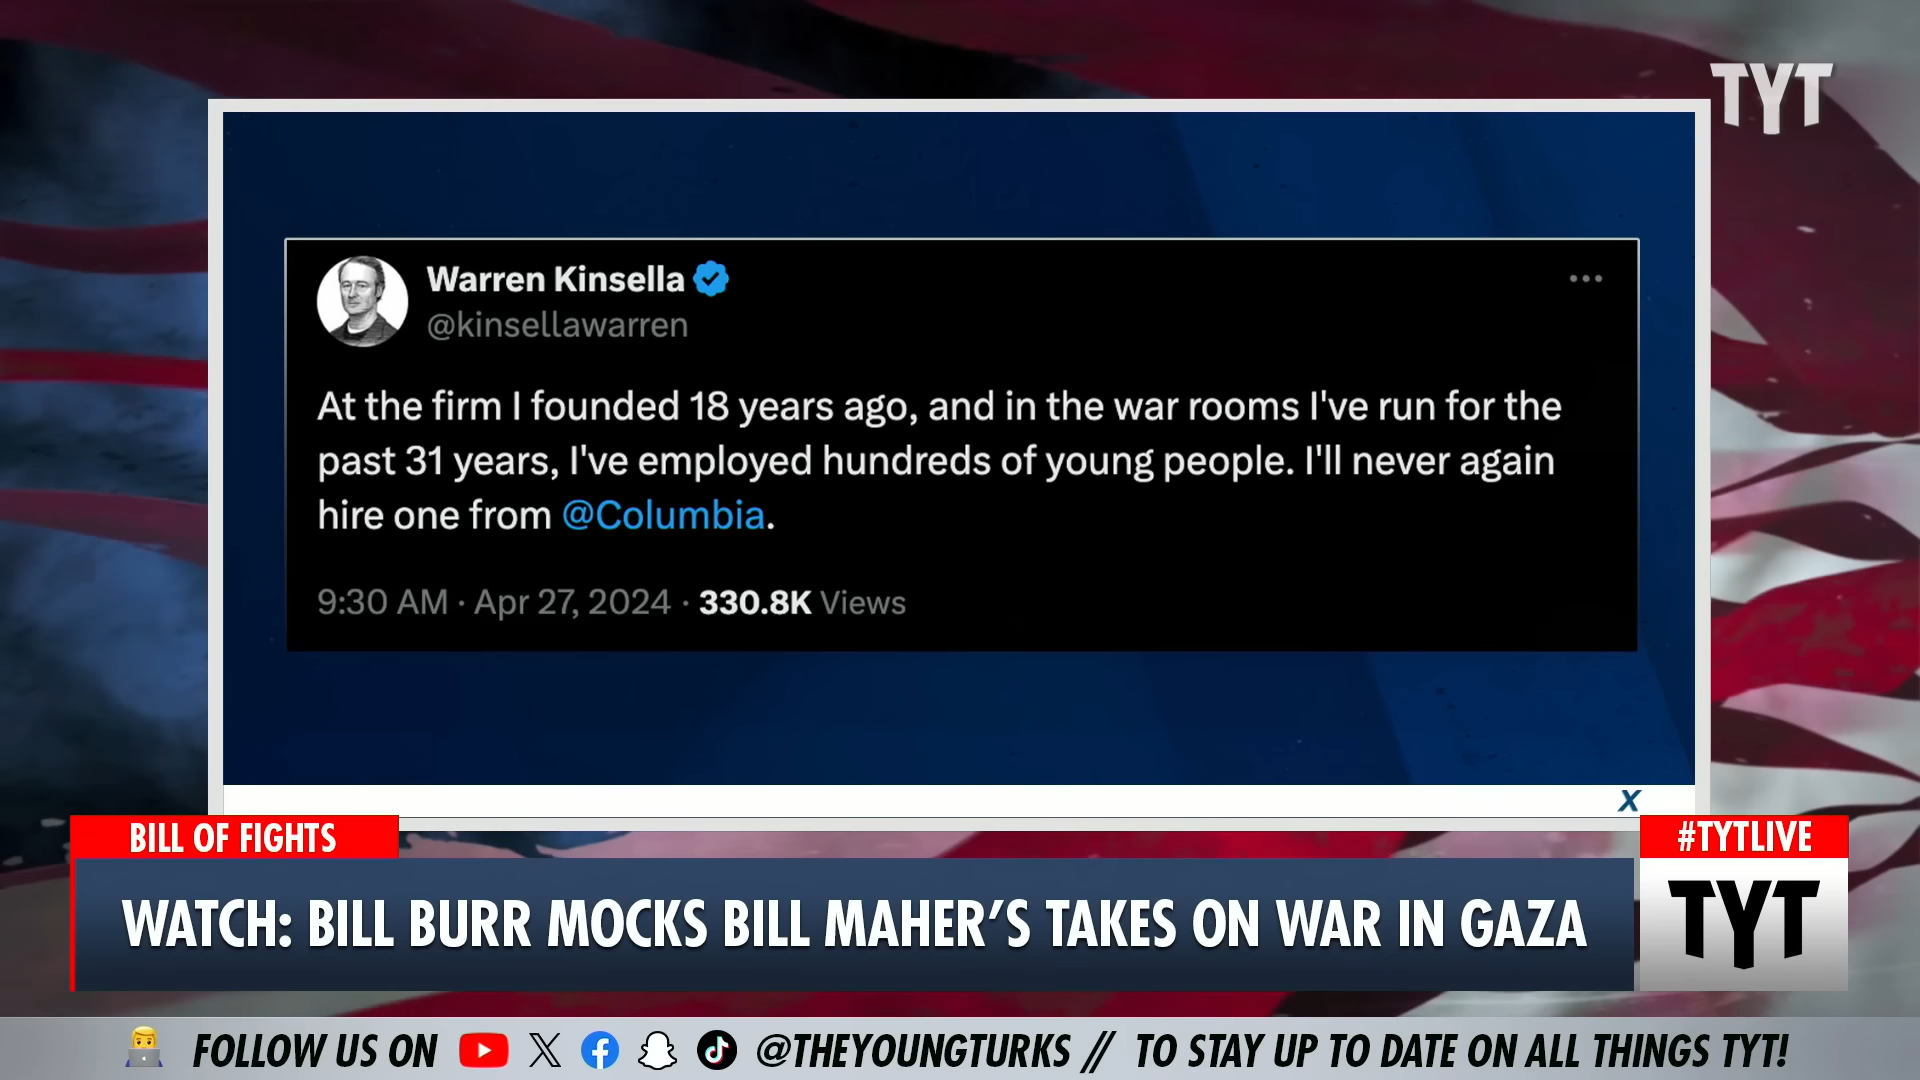 TYT
Warren Kinsella
@kinsellawarren
At the firm I founded 18 years ago, and in the war rooms I've run for the
past 31 years, I've employed hundreds of young people. I'll never again
hire one from @Columbia.
9:30 AM · Apr 27, 2024 · 330.8K Views
X
BILL OF FIGHTS
#TYTLIVE
WATCH: BILL BURR MOCKS BILL MAHER’S TAKES ON WAR IN GAZA
TYT
FOLLOW US ON @THEYOUNGTURKS // TO STAY UP TO DATE ON ALL THINGS TYT!